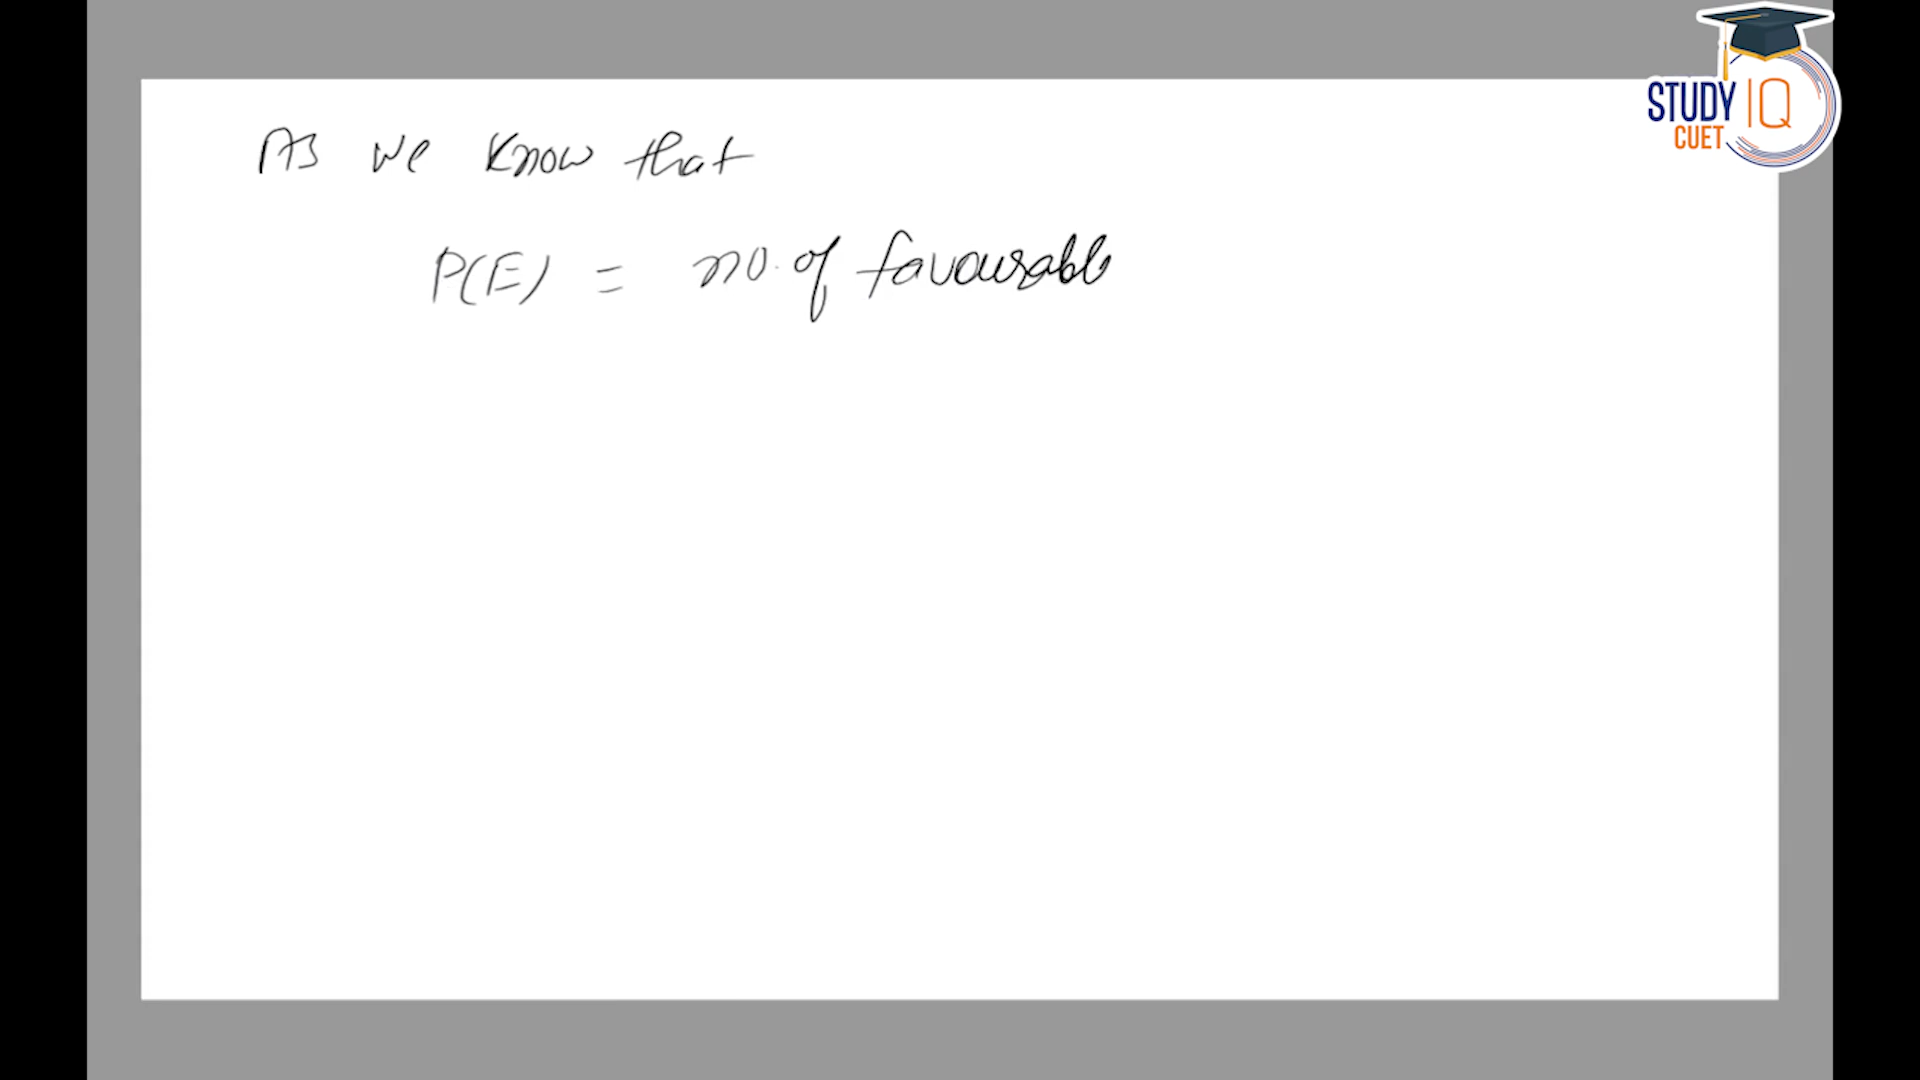 STUDY IQ
CUET
As we know that
P(E) = no. of favourable